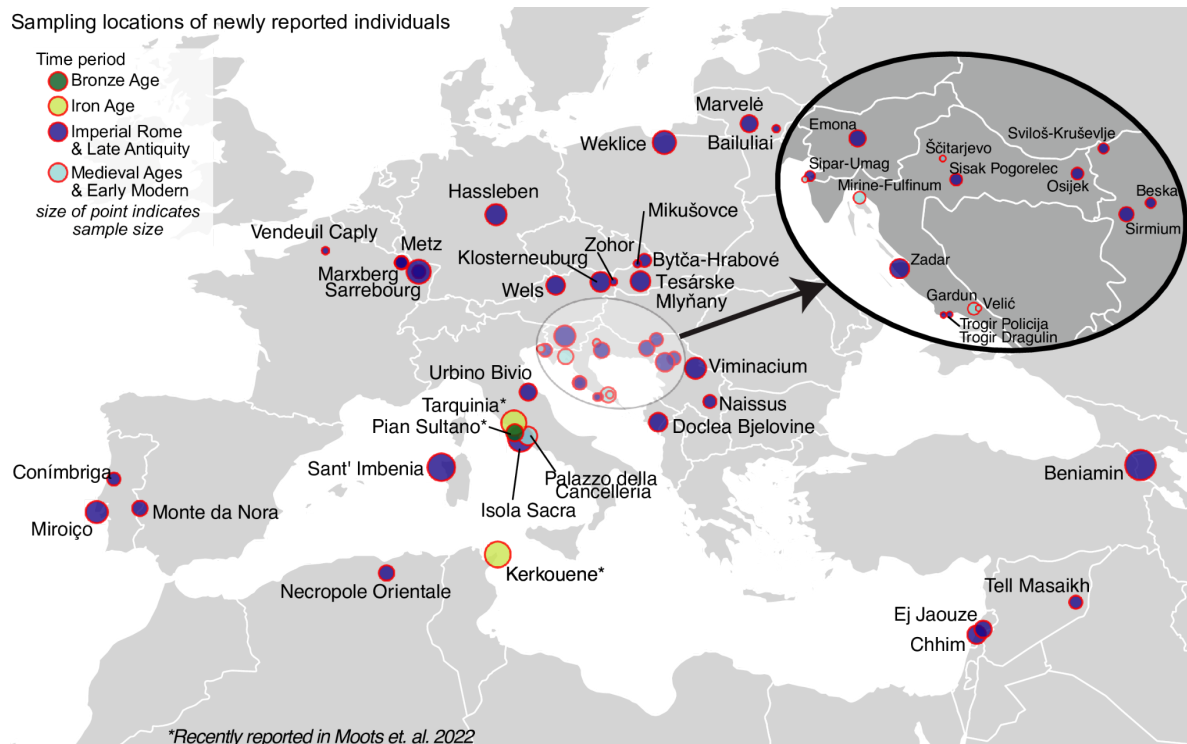 Sampling locations of newly reported individuals
Time period
Bronze Age
Iron Age
Imperial Rome
& Late Antiquity
Medieval Ages
& Early Modern
size of point indicates
sample size
Marvelė
Weklice
Bailuliai
Hassleben
Mikušovce
Vendeuil Caply
Metz
Zohor
Klosterneuburg
Bytča-Hrabové
Marxberg
Sarrebourg
Wels
Tesárske
Mlyňany
Emona
Sviloš-Kruševlje
Ščitarjevo
Sipar-Umag
Sisak Pogorelec
Mirine-Fulfinum
Osijek
Beska
Sirmium
Zadar
Gardun
Velić
Trogir Policija
Trogir Dragulin
Viminacium
Urbino Bivio
Naissus
Tarquinia*
Pian Sultano*
Doclea Bjelovine
Sant' Imbenia
Palazzo della
Cancelleria
Isola Sacra
Beniamin
Conímbriga
Monte da Nora
Miroiço
Kerkouene*
Necropole Orientale
Tell Masaikh
Ej Jaouze
Chhim
*Recently reported in Moots et. al. 2022